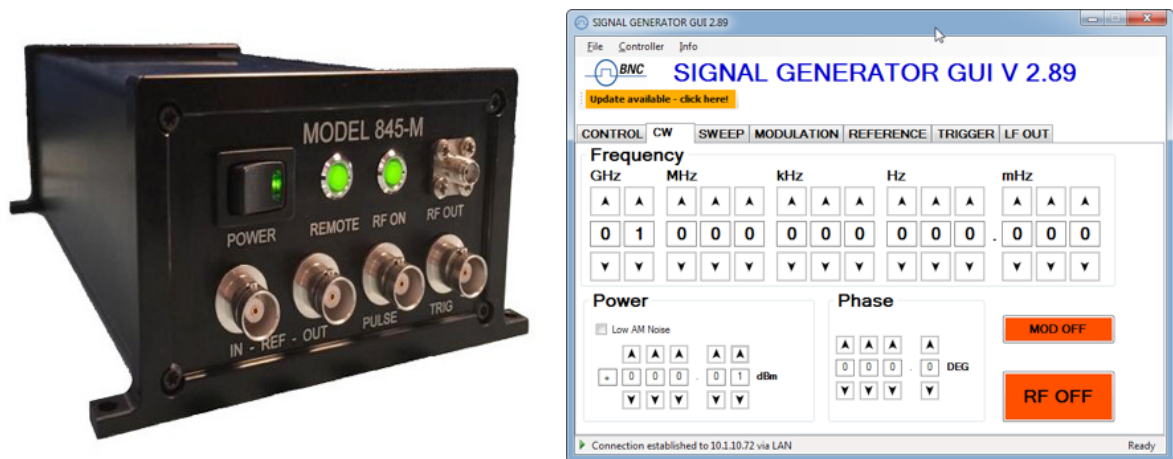 MODEL 845-M
POWER
REMOTE
RF ON
RF OUT
IN - REF - OUT
PULSE
TRIG
SIGNAL GENERATOR GUI 2.89
File Controller Info
BNC SIGNAL GENERATOR GUI V 2.89
Update available - click here!
CONTROL CW SWEEP MODULATION REFERENCE TRIGGER LF OUT
Frequency
GHz MHz kHz Hz mHz
0 1 0 0 0 0 0 0 0 0 0 . 0 0 0
Power
Low AM Noise
+ 0 0 0 . 0 1 dBm
Phase
0 0 0 . 0 DEG
MOD OFF
RF OFF
Connection established to 10.1.10.72 via LAN
Ready